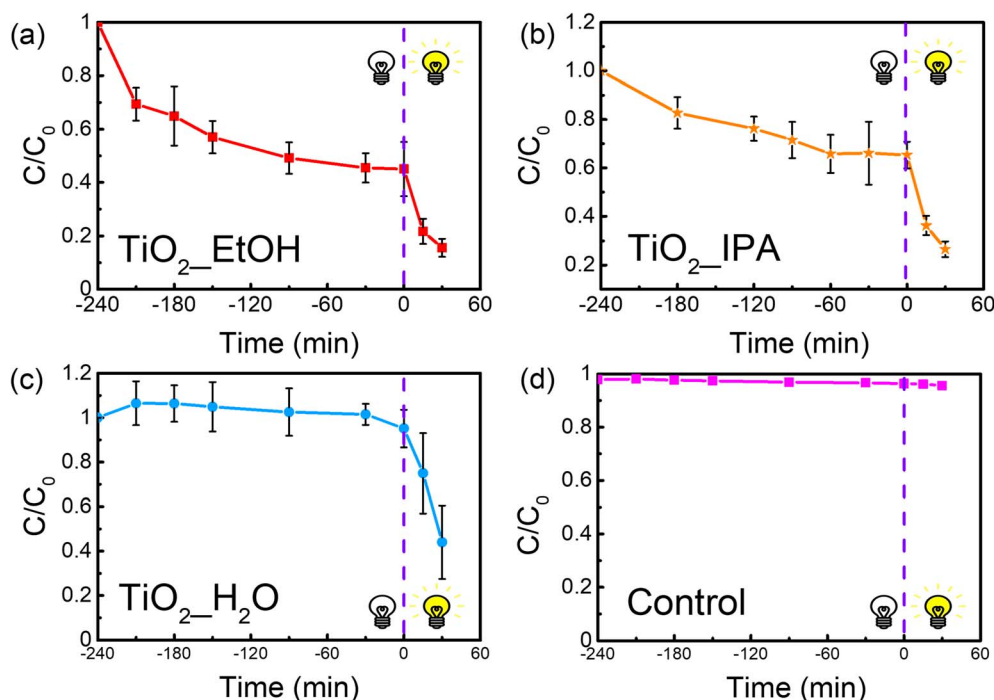 (a)
1
0.8
0.6
0.4
0.2
0
C/C₀
TiO₂_EtOH
-240 -180 -120 -60 0 60
Time (min)
(b)
1.2
1.0
0.8
0.6
0.4
0.2
C/C₀
TiO₂_IPA
-240 -180 -120 -60 0 60
Time (min)
(c)
1.2
1
0.8
0.6
0.4
0.2
0
C/C₀
TiO₂_H₂O
-240 -180 -120 -60 0 60
Time (min)
(d)
1
0.8
0.6
0.4
0.2
0
C/C₀
Control
-240 -180 -120 -60 0 60
Time (min)